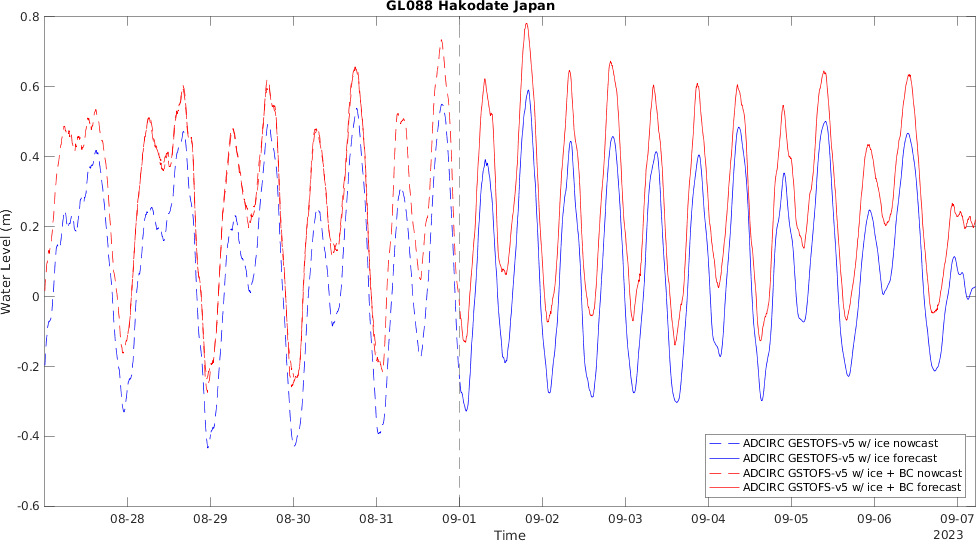 GL088 Hakodate Japan
Water Level (m)
0.8
0.6
0.4
0.2
0
-0.2
-0.4
-0.6
ADCIRC GESTOFS-v5 w/ ice nowcast
ADCIRC GESTOFS-v5 w/ ice forecast
ADCIRC GSTOFS-v5 w/ ice + BC nowcast
ADCIRC GSTOFS-v5 w/ ice + BC forecast
08-28 08-29 08-30 08-31 09-01 09-02 09-03 09-04 09-05 09-06 09-07
Time
2023